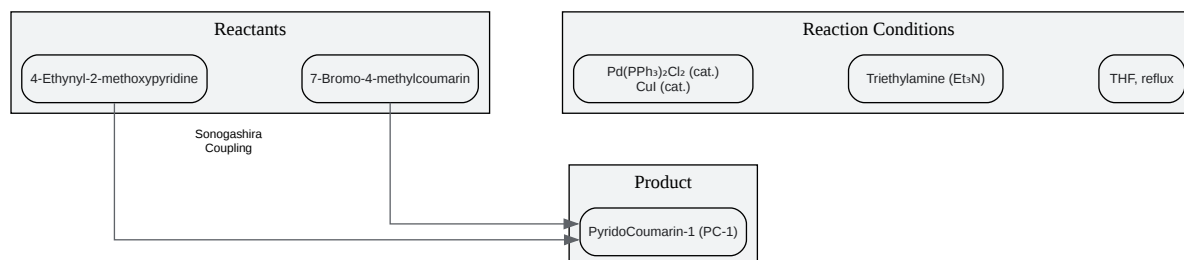 Reactants
4-Ethynyl-2-methoxypyridine
7-Bromo-4-methylcoumarin
Reaction Conditions
Pd(PPh₃)₂Cl₂ (cat.)
CuI (cat.)
Triethylamine (Et₃N)
THF, reflux
Sonogashira
Coupling
Product
PyridoCoumarin-1 (PC-1)